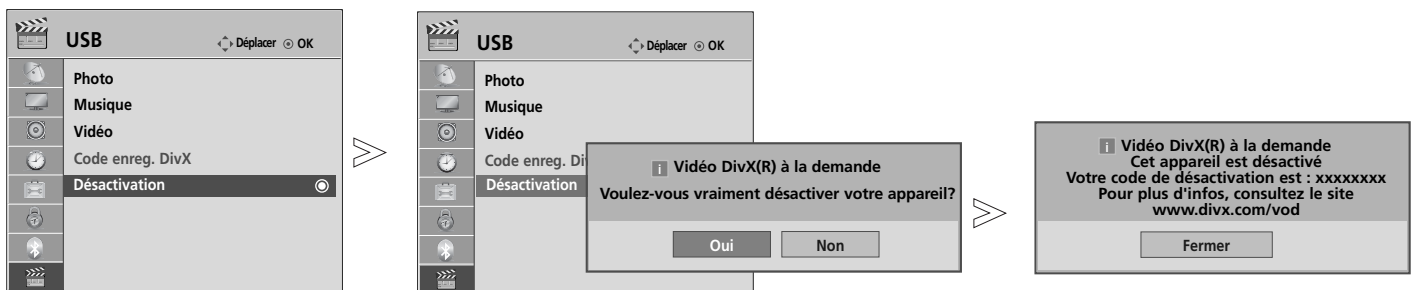 USB
Déplacer OK
Photo
Musique
Vidéo
Code enreg. DivX
Désactivation
USB
Déplacer OK
Photo
Musique
Vidéo
Code enreg. Di
Désactivation
i Vidéo DivX(R) à la demande
Voulez-vous vraiment désactiver votre appareil?
Oui Non
i Vidéo DivX(R) à la demande
Cet appareil est désactivé
Votre code de désactivation est : xxxxxxxx
Pour plus d'infos, consultez le site
www.divx.com/vod
Fermer